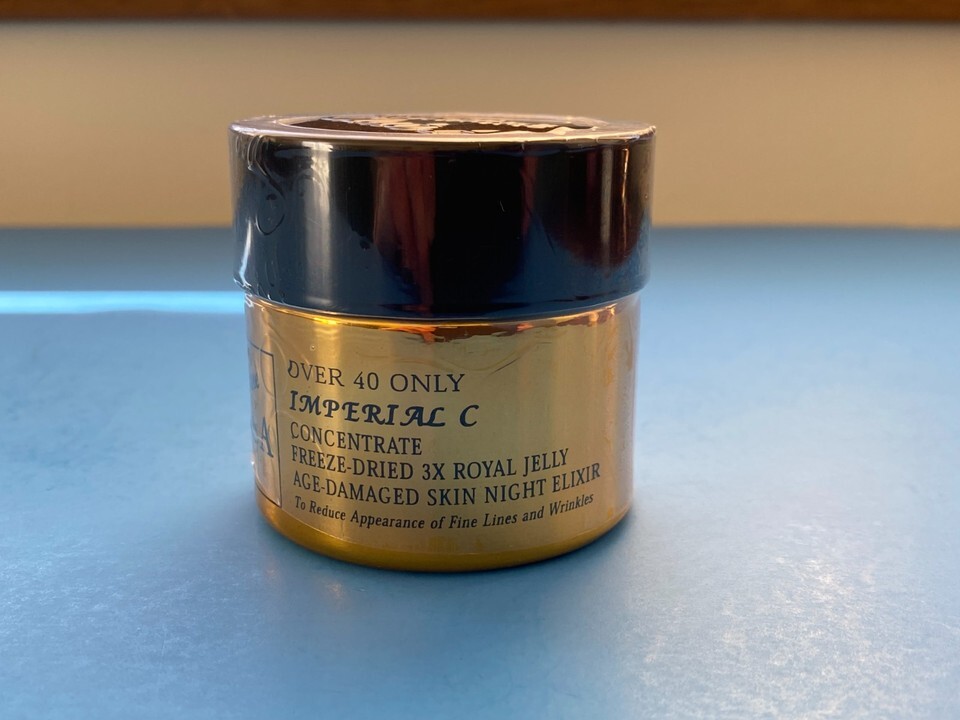 OVER 40 ONLY
IMPERIAL C
CONCENTRATE
FREEZE-DRIED 3X ROYAL JELLY
AGE-DAMAGED SKIN NIGHT ELIXIR
To Reduce Appearance of Fine Lines and Wrinkles